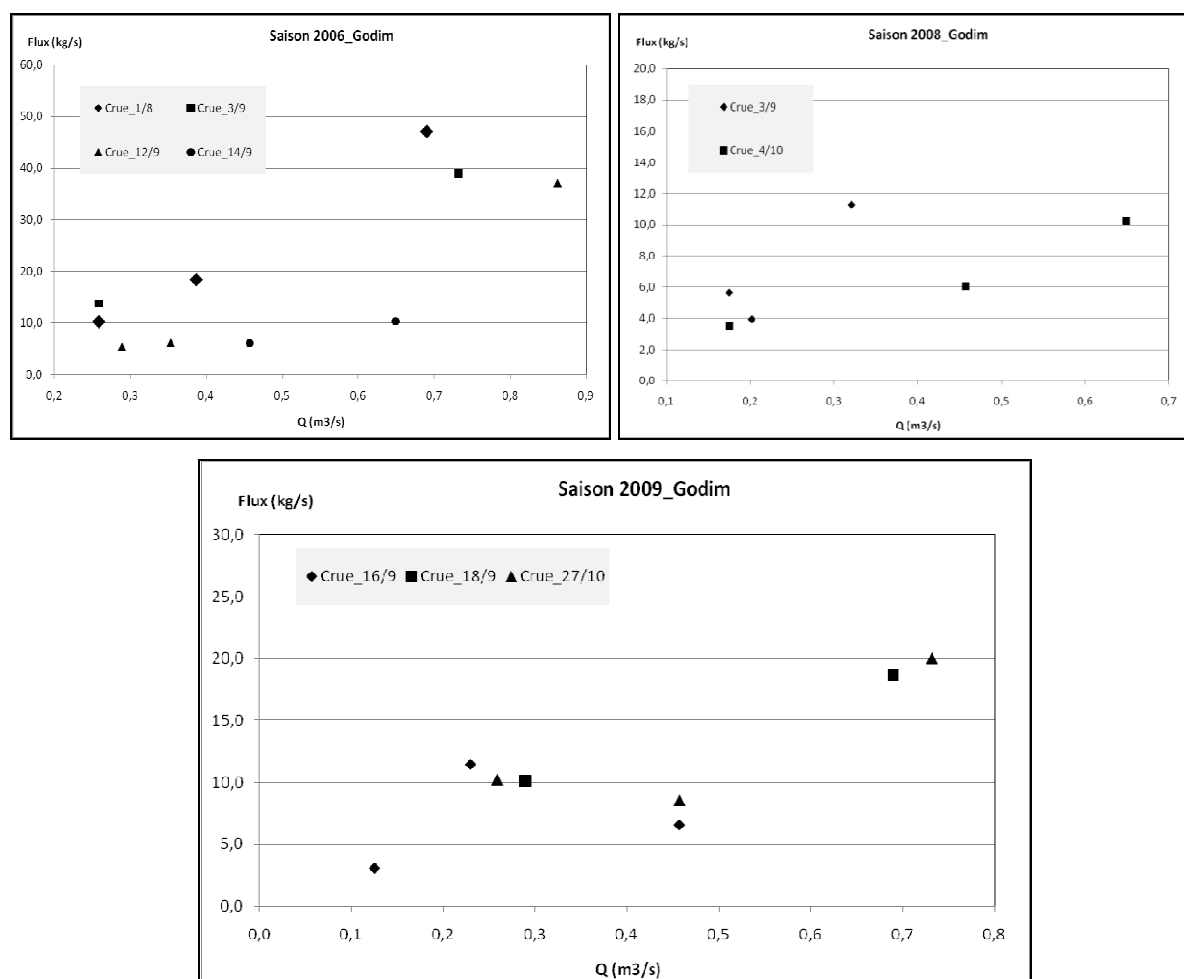 Saison 2006_Godim
Flux (kg/s)
60,0
50,0
40,0
30,0
20,0
10,0
0,0
Crue_1/8
Crue_3/9
Crue_12/9
Crue_14/9
0,2 0,3 0,4 0,5 0,6 0,7 0,8 0,9
Q (m3/s)
Saison 2008_Godim
Flux (kg/s)
20,0
18,0
16,0
14,0
12,0
10,0
8,0
6,0
4,0
2,0
0,0
Crue_3/9
Crue_4/10
0,1 0,2 0,3 0,4 0,5 0,6 0,7
Q (m3/s)
Saison 2009_Godim
Flux (kg/s)
30,0
25,0
20,0
15,0
10,0
5,0
0,0
Crue_16/9 Crue_18/9 Crue_27/10
0,0 0,1 0,2 0,3 0,4 0,5 0,6 0,7 0,8
Q (m3/s)